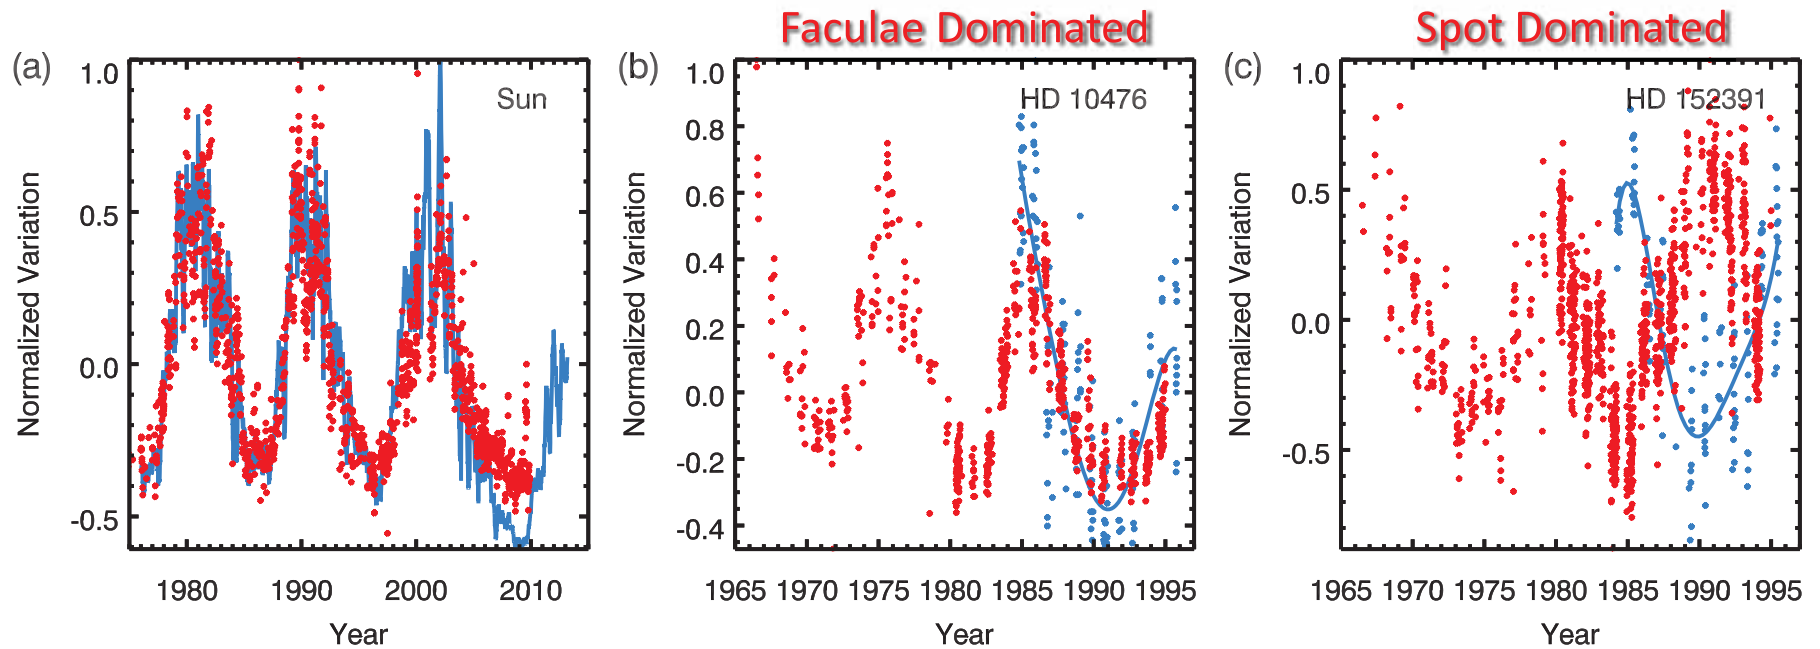 Faculae Dominated
Spot Dominated
(a)
(b)
(c)
Sun
HD 10476
HD 152391
1.0
0.5
0.0
-0.5
1.0
0.8
0.6
0.4
0.2
0.0
-0.2
-0.4
1.0
0.5
0.0
-0.5
Normalized Variation
Normalized Variation
Normalized Variation
1980 1990 2000 2010
1965 1970 1975 1980 1985 1990 1995
1965 1970 1975 1980 1985 1990 1995
Year
Year
Year